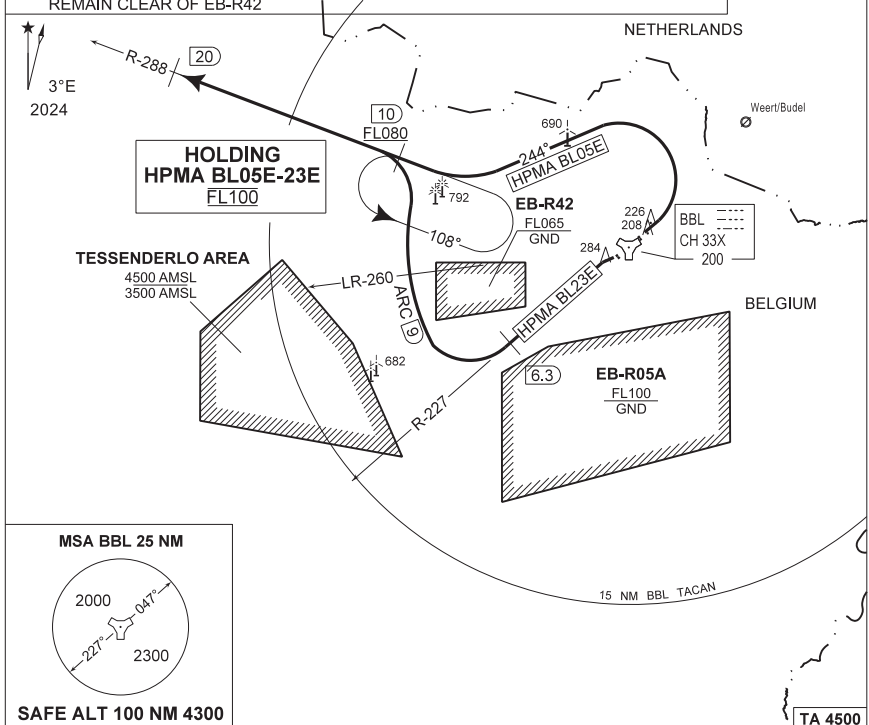 REMAIN CLEAR OF EB-R42
NETHERLANDS
R-288
20
3°E
2024
10
FL080
Weert/Budel
690
244°
HPMA BL05E
HOLDING
HPMA BL05E-23E
FL100
792
EB-R42
FL065
GND
108°
226
208
BBL
CH 33X
200
284
TESSENDERLO AREA
4500 AMSL
3500 AMSL
LR-260
ARC 9
HPMA BL23E
BELGIUM
682
6.3
EB-R05A
FL100
GND
R-227
MSA BBL 25 NM
2000
047°
227°
2300
15 NM BBL TACAN
SAFE ALT 100 NM 4300
TA 4500